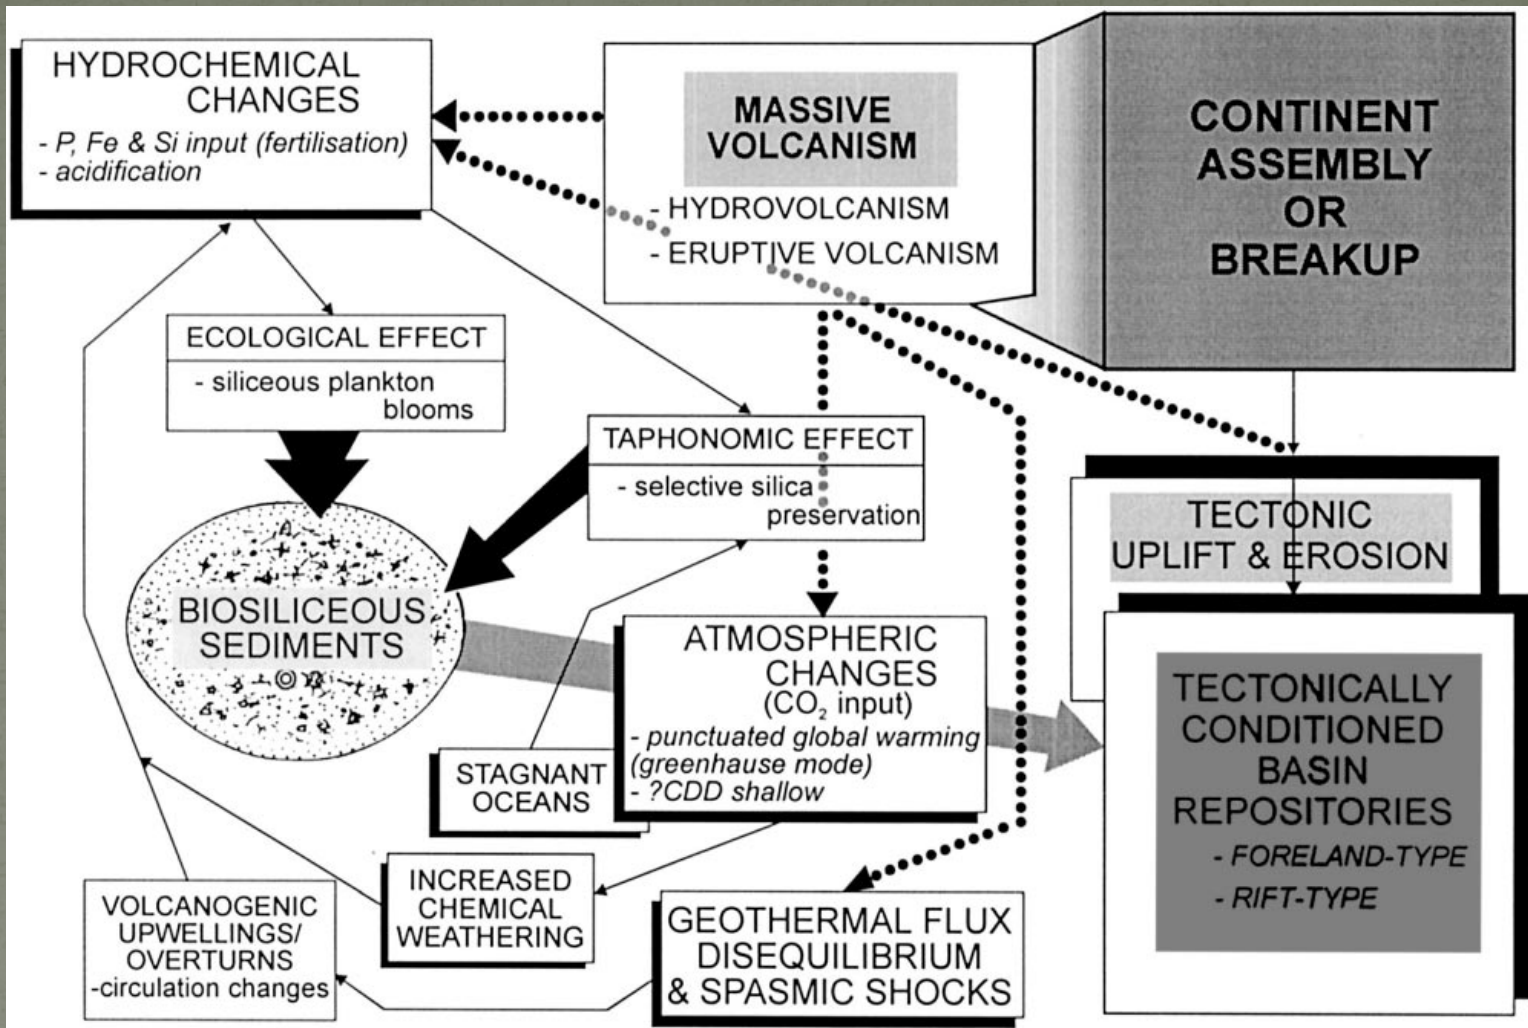 HYDROCHEMICAL
CHANGES
- P, Fe & Si input (fertilisation)
- acidification
MASSIVE
VOLCANISM
- HYDROVOLCANISM
- ERUPTIVE VOLCANISM
CONTINENT
ASSEMBLY
OR
BREAKUP
ECOLOGICAL EFFECT
- siliceous plankton
blooms
TAPHONOMIC EFFECT
- selective silica
preservation
TECTONIC
UPLIFT & EROSION
BIOSILICEOUS
SEDIMENTS
ATMOSPHERIC
CHANGES
(CO₂ input)
- punctuated global warming
(greenhause mode)
- ?CDD shallow
TECTONICALLY
CONDITIONED
BASIN
REPOSITORIES
- FORELAND-TYPE
- RIFT-TYPE
STAGNANT
OCEANS
INCREASED
CHEMICAL
WEATHERING
VOLCANOGENIC
UPWELLINGS/
OVERTURNS
-circulation changes
GEOTHERMAL FLUX
DISEQUILIBRIUM
& SPASMIC SHOCKS